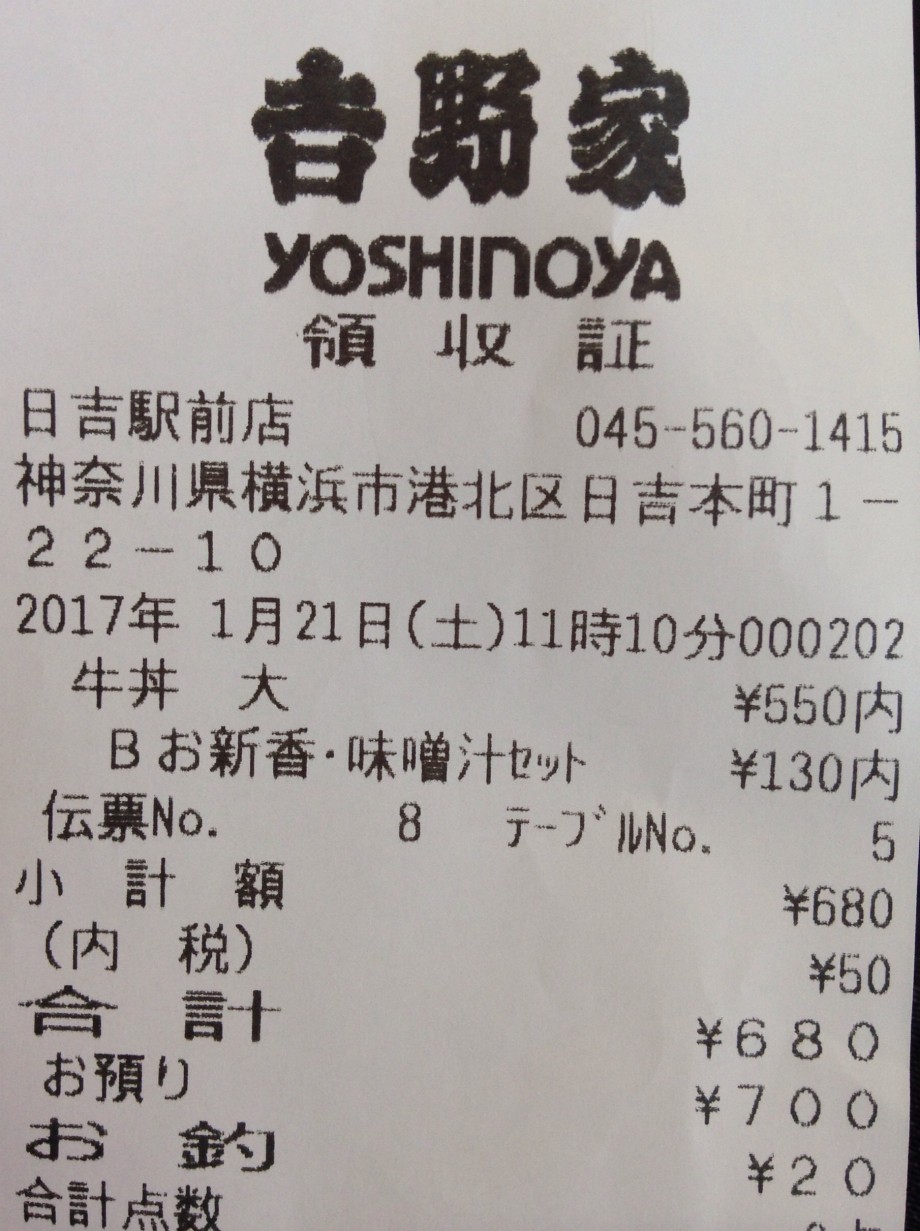 吉野家
YOSHINOYA
領収証
日吉駅前店 045-560-1415
神奈川県横浜市港北区日吉本町1-
22-10
2017年 1月21日(土)11時10分000202
牛丼 大 ¥550内
Bお新香・味噌汁ｾｯﾄ ¥130内
伝票No. 8 ﾃｰﾌﾞﾙNo. 5
小計額 ¥680
(内税) ¥50
合計 ¥680
お預り ¥700
お釣 ¥20
合計点数